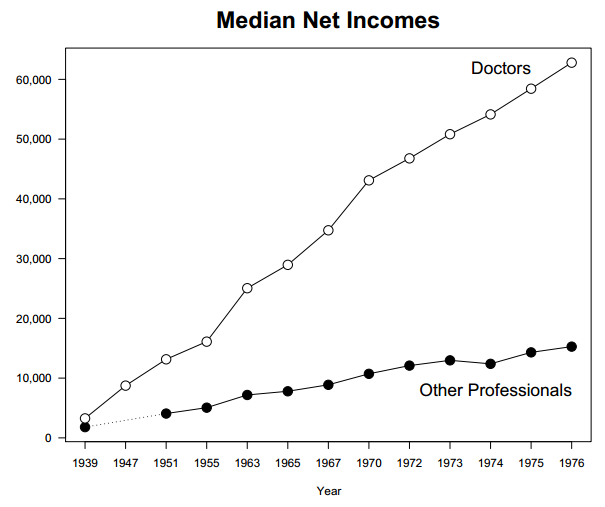 Median Net Incomes
Doctors
60,000
50,000
40,000
30,000
20,000
10,000
Other Professionals
0
1939 1947 1951 1955 1963 1965 1967 1970 1972 1973 1974 1975 1976
Year